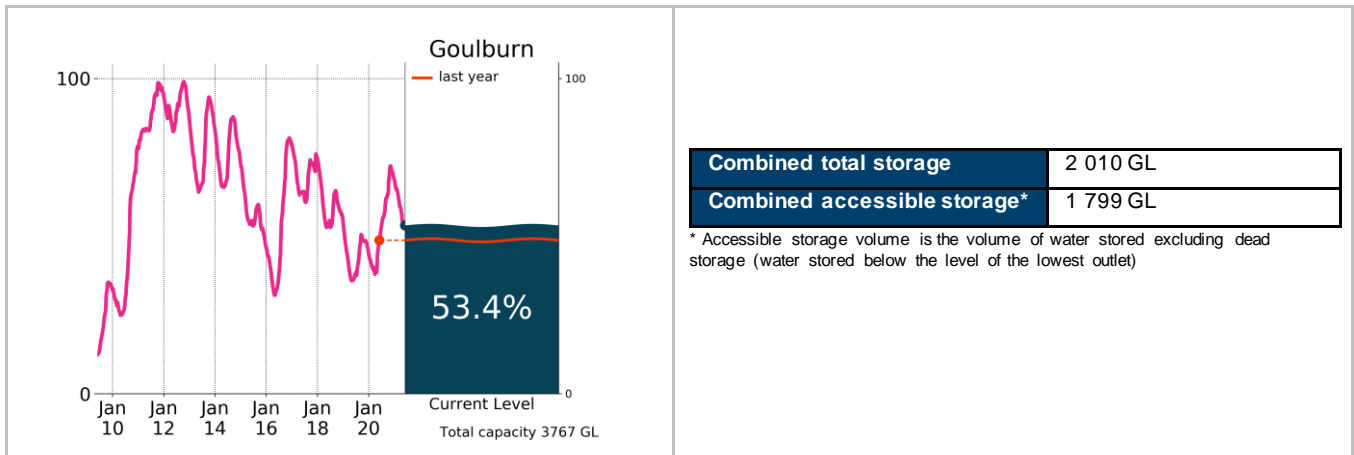 Goulburn
last year
100
100
53.4%
0
0
Jan Jan Jan Jan Jan Jan
10 12 14 16 18 20
Current Level
Total capacity 3767 GL
Combined total storage 2 010 GL
Combined accessible storage* 1 799 GL
* Accessible storage volume is the volume of water stored excluding dead
storage (water stored below the level of the lowest outlet)